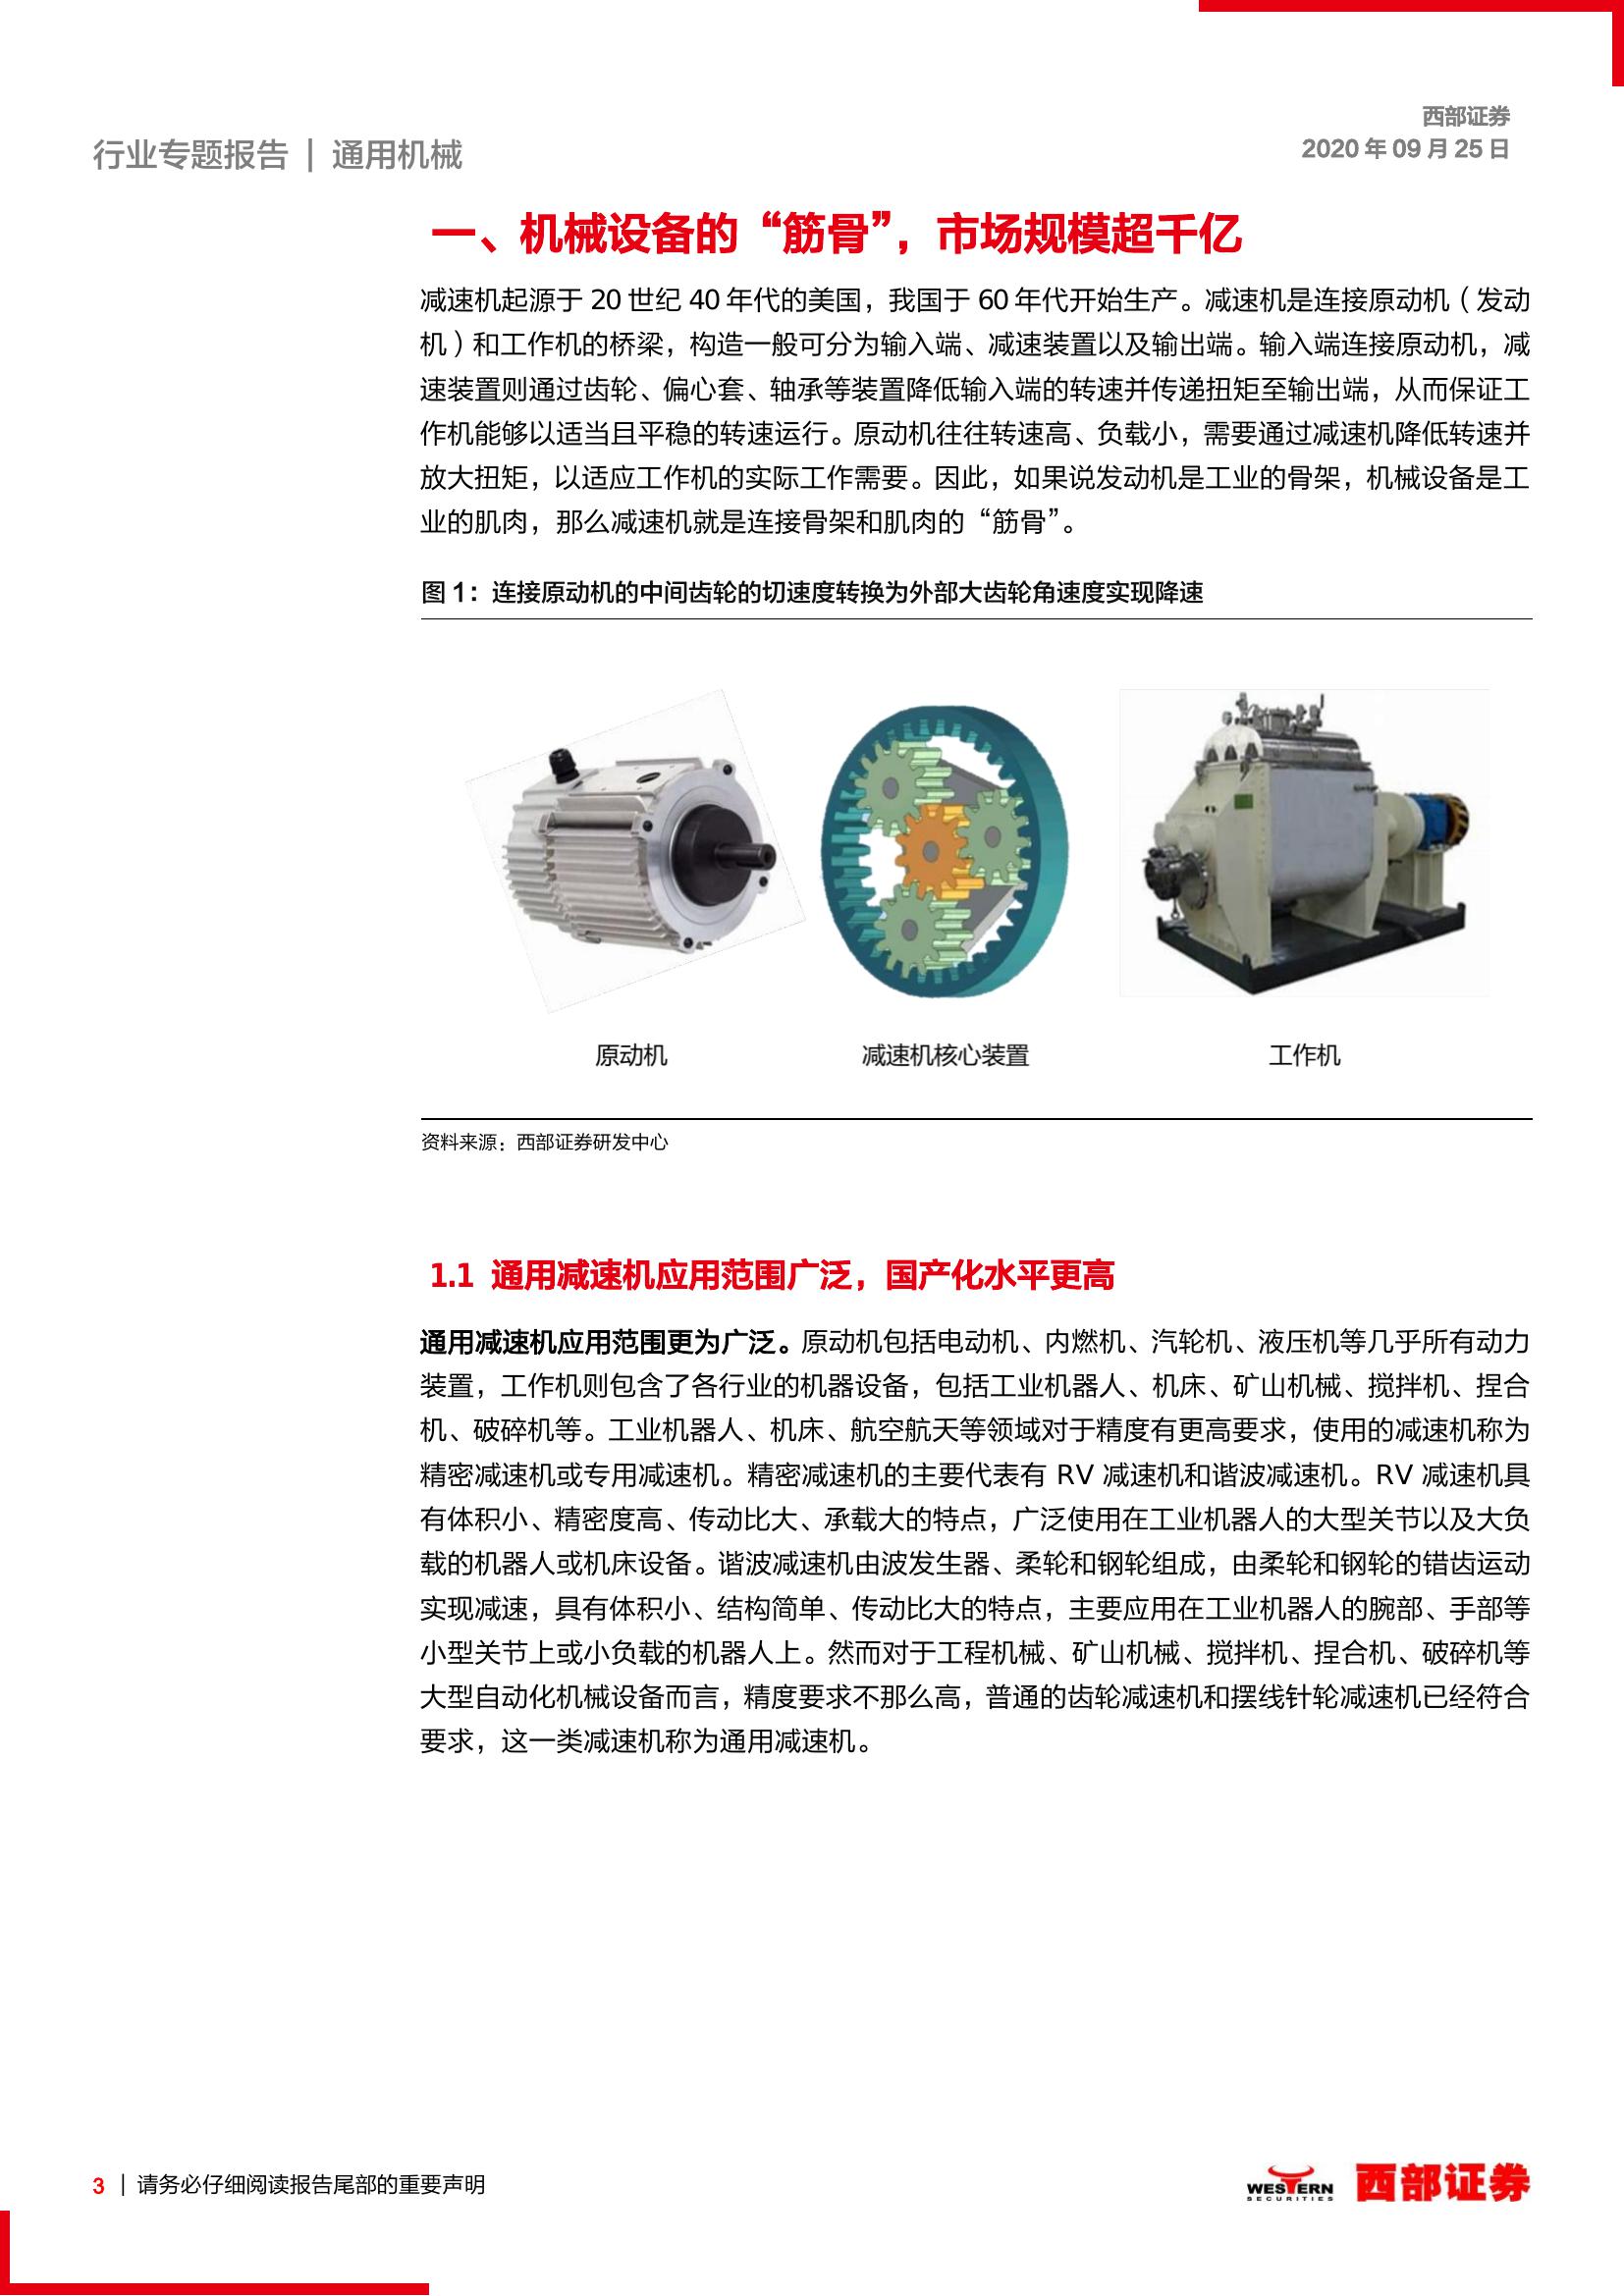 西部证券
行业专题报告 | 通用机械
2020 年 09 月 25 日
一、机械设备的“筋骨”，市场规模超千亿
减速机起源于 20 世纪 40 年代的美国，我国于 60 年代开始生产。减速机是连接原动机（发动
机）和工作机的桥梁，构造一般可分为输入端、减速装置以及输出端。输入端连接原动机，减
速装置则通过齿轮、偏心套、轴承等装置降低输入端的转速并传递扭矩至输出端，从而保证工
作机能够以适当且平稳的转速运行。原动机往往转速高、负载小，需要通过减速机降低转速并
放大扭矩，以适应工作机的实际工作需要。因此，如果说发动机是工业的骨架，机械设备是工
业的肌肉，那么减速机就是连接骨架和肌肉的“筋骨”。
图 1：连接原动机的中间齿轮的切速度转换为外部大齿轮角速度实现降速
原动机 减速机核心装置 工作机
资料来源：西部证券研发中心
1.1 通用减速机应用范围广泛，国产化水平更高
通用减速机应用范围更为广泛。原动机包括电动机、内燃机、汽轮机、液压机等几乎所有动力
装置，工作机则包含了各行业的机器设备，包括工业机器人、机床、矿山机械、搅拌机、捏合
机、破碎机等。工业机器人、机床、航空航天等领域对于精度有更高要求，使用的减速机称为
精密减速机或专用减速机。精密减速机的主要代表有 RV 减速机和谐波减速机。RV 减速机具
有体积小、精密度高、传动比大、承载大的特点，广泛使用在工业机器人的大型关节以及大负
载的机器人或机床设备。谐波减速机由波发生器、柔轮和钢轮组成，由柔轮和钢轮的错齿运动
实现减速，具有体积小、结构简单、传动比大的特点，主要应用在工业机器人的腕部、手部等
小型关节上或小负载的机器人上。然而对于工程机械、矿山机械、搅拌机、捏合机、破碎机等
大型自动化机械设备而言，精度要求不那么高，普通的齿轮减速机和摆线针轮减速机已经符合
要求，这一类减速机称为通用减速机。
3 | 请务必仔细阅读报告尾部的重要声明
WESTERN
SECURITIES
西部证券